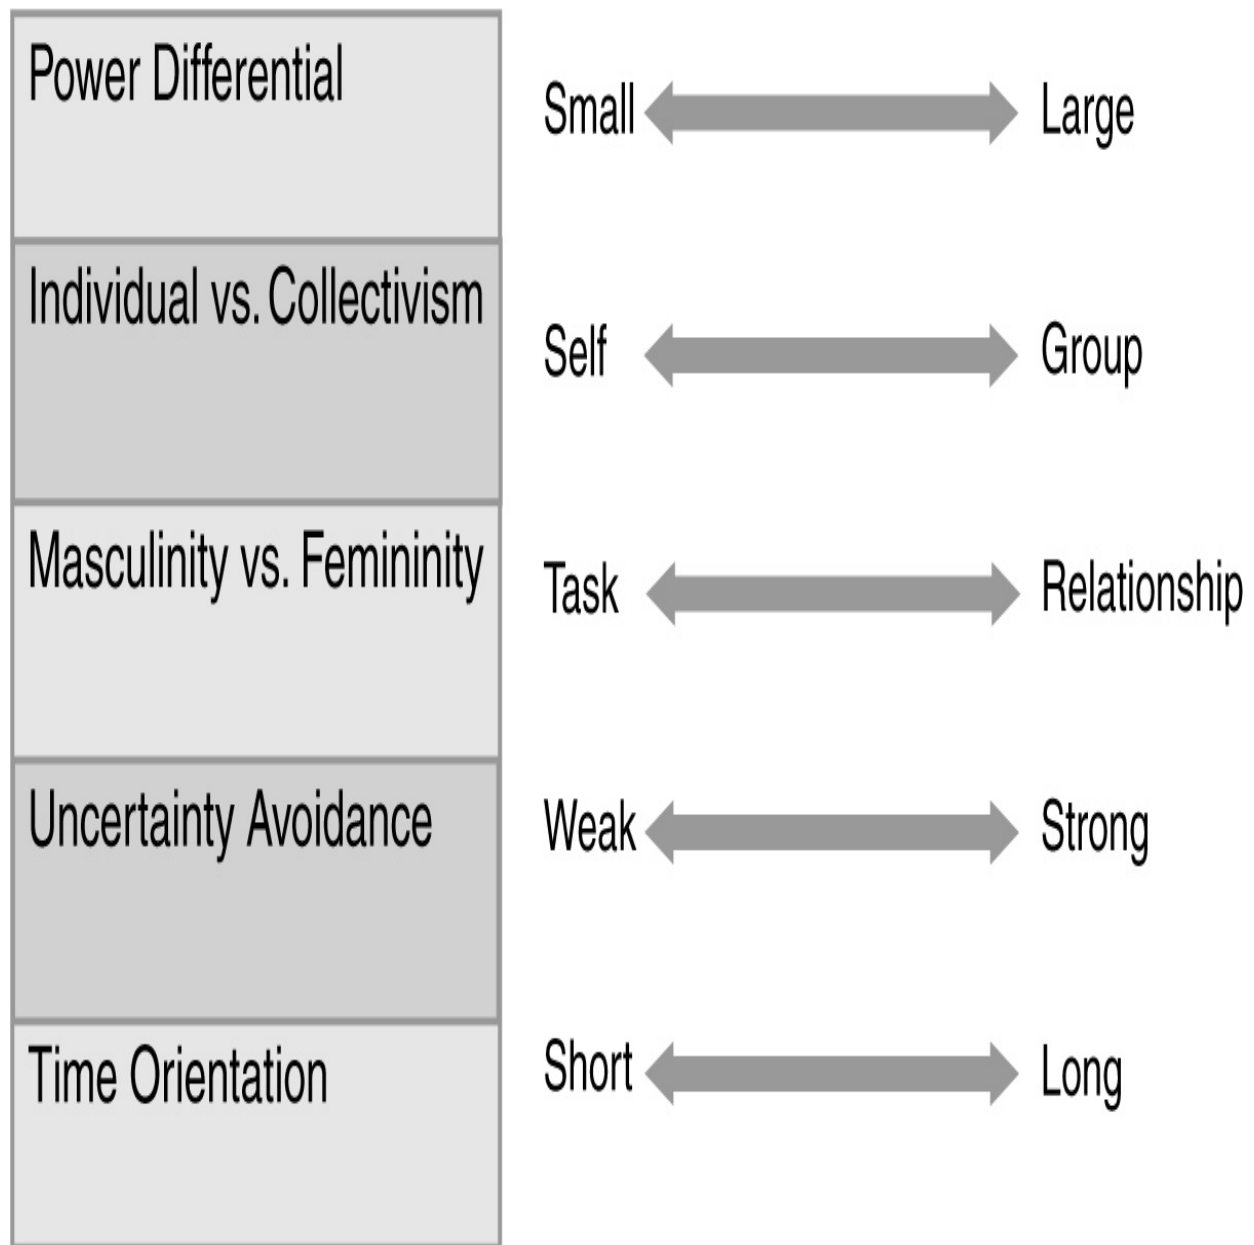 Power Differential
Small Large
Individual vs. Collectivism
Self Group
Masculinity vs. Femininity
Task Relationship
Uncertainty Avoidance
Weak Strong
Time Orientation
Short Long